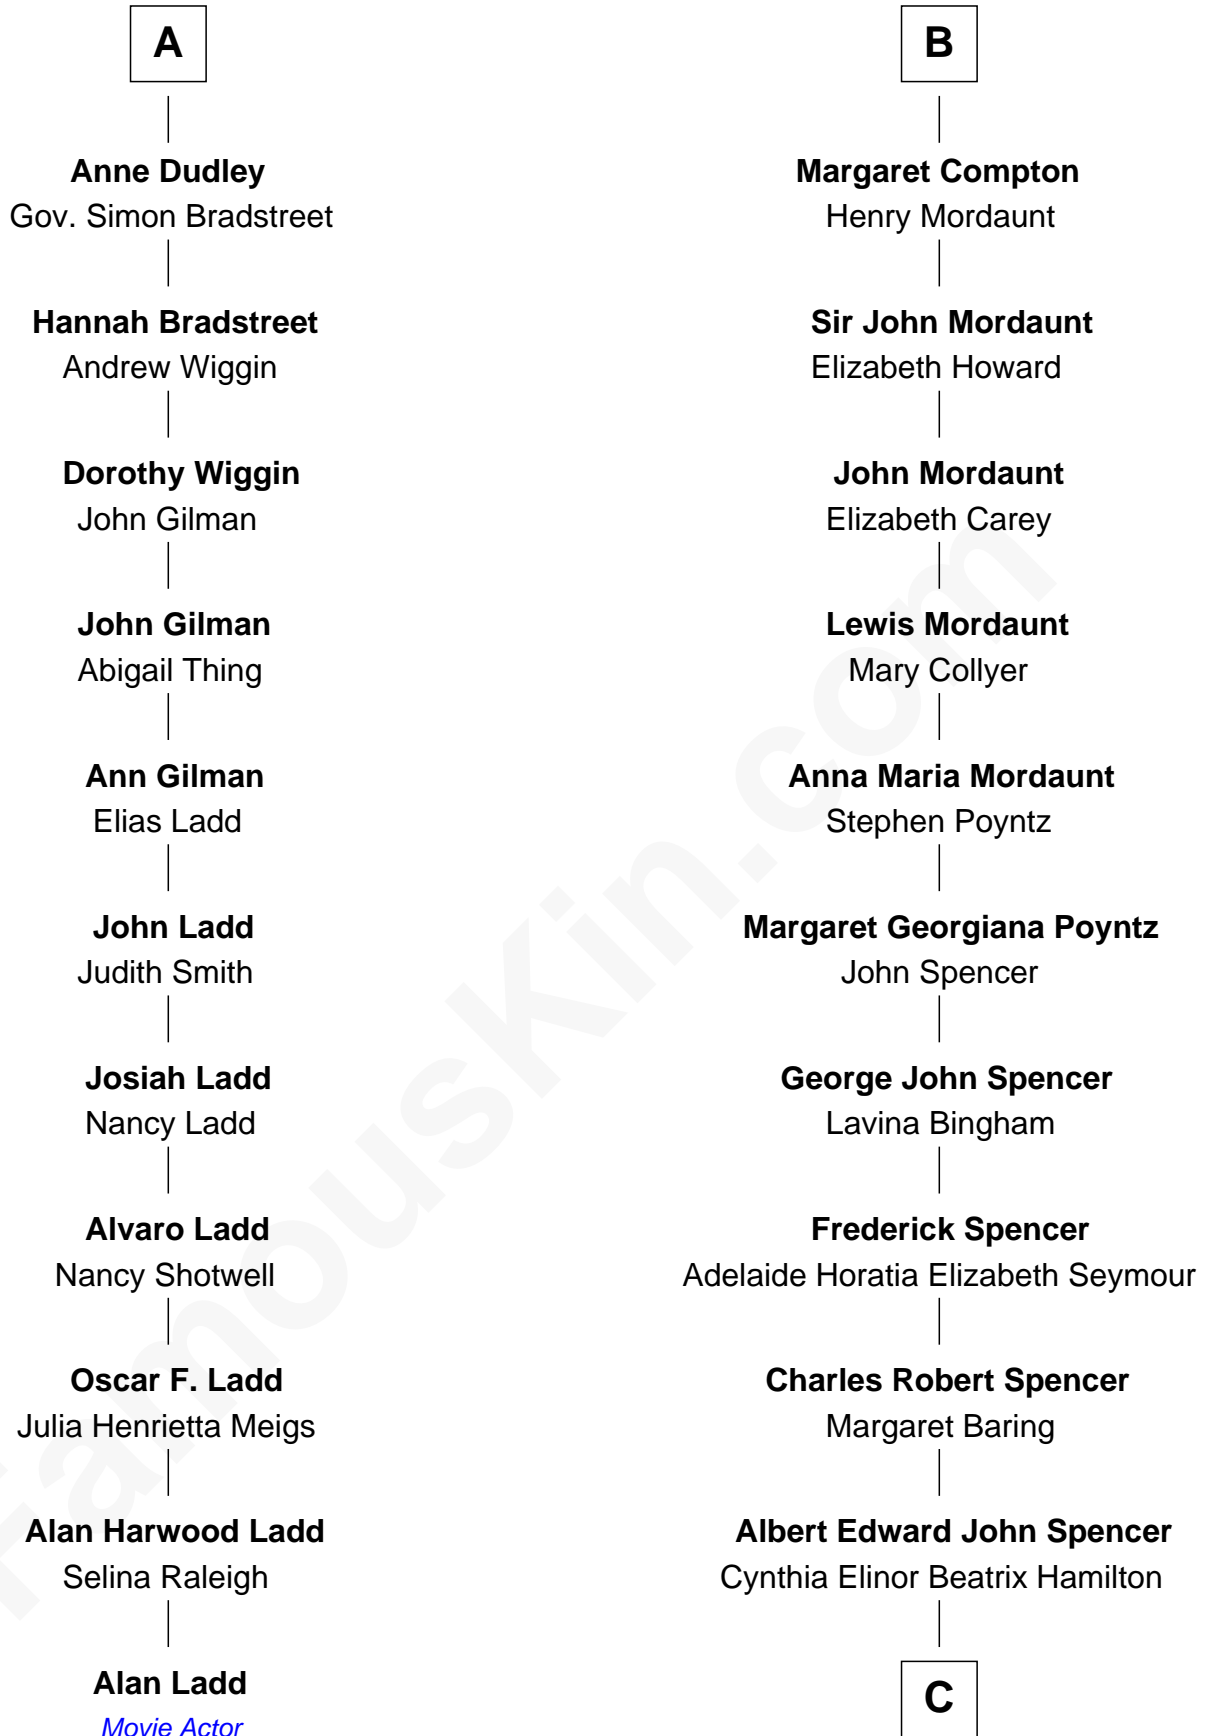 A
Anne Dudley
Gov. Simon Bradstreet
Hannah Bradstreet
Andrew Wiggin
Dorothy Wiggin
John Gilman
John Gilman
Abigail Thing
Ann Gilman
Elias Ladd
John Ladd
Judith Smith
Josiah Ladd
Nancy Ladd
Alvaro Ladd
Nancy Shotwell
Oscar F. Ladd
Julia Henrietta Meigs
Alan Harwood Ladd
Selina Raleigh
Alan Ladd
Movie Actor
B
Margaret Compton
Henry Mordaunt
Sir John Mordaunt
Elizabeth Howard
John Mordaunt
Elizabeth Carey
Lewis Mordaunt
Mary Collyer
Anna Maria Mordaunt
Stephen Poyntz
Margaret Georgiana Poyntz
John Spencer
George John Spencer
Lavina Bingham
Frederick Spencer
Adelaide Horatia Elizabeth Seymour
Charles Robert Spencer
Margaret Baring
Albert Edward John Spencer
Cynthia Elinor Beatrix Hamilton
C
FamousKin.com